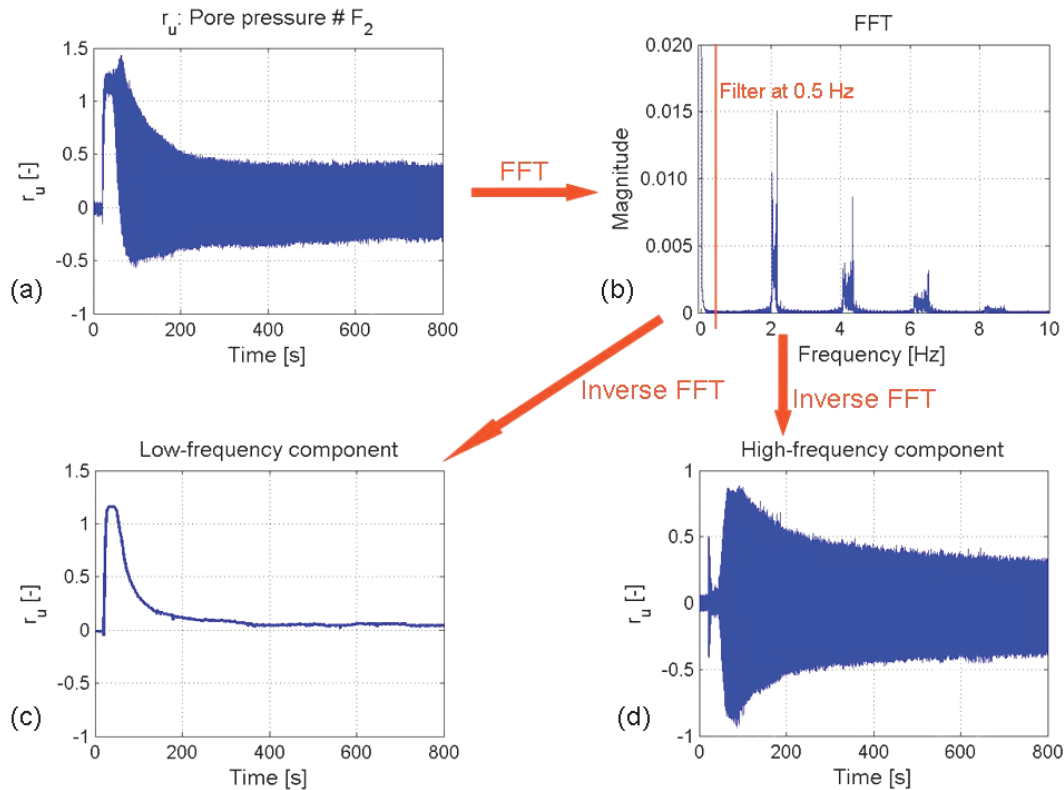 r_u: Pore pressure # F_2
1.5
1
0.5
0
-0.5
-1
r_u [-]
0 200 400 600 800
Time [s]
(a)
FFT
FFT
0.020
0.015
0.010
0.005
0
Magnitude
Filter at 0.5 Hz
0 2 4 6 8 10
Frequency [Hz]
(b)
Inverse FFT
Inverse FFT
Low-frequency component
1.5
1
0.5
0
-0.5
-1
r_u [-]
0 200 400 600 800
Time [s]
(c)
High-frequency component
1
0.5
0
-0.5
-1
r_u [-]
0 200 400 600 800
Time [s]
(d)